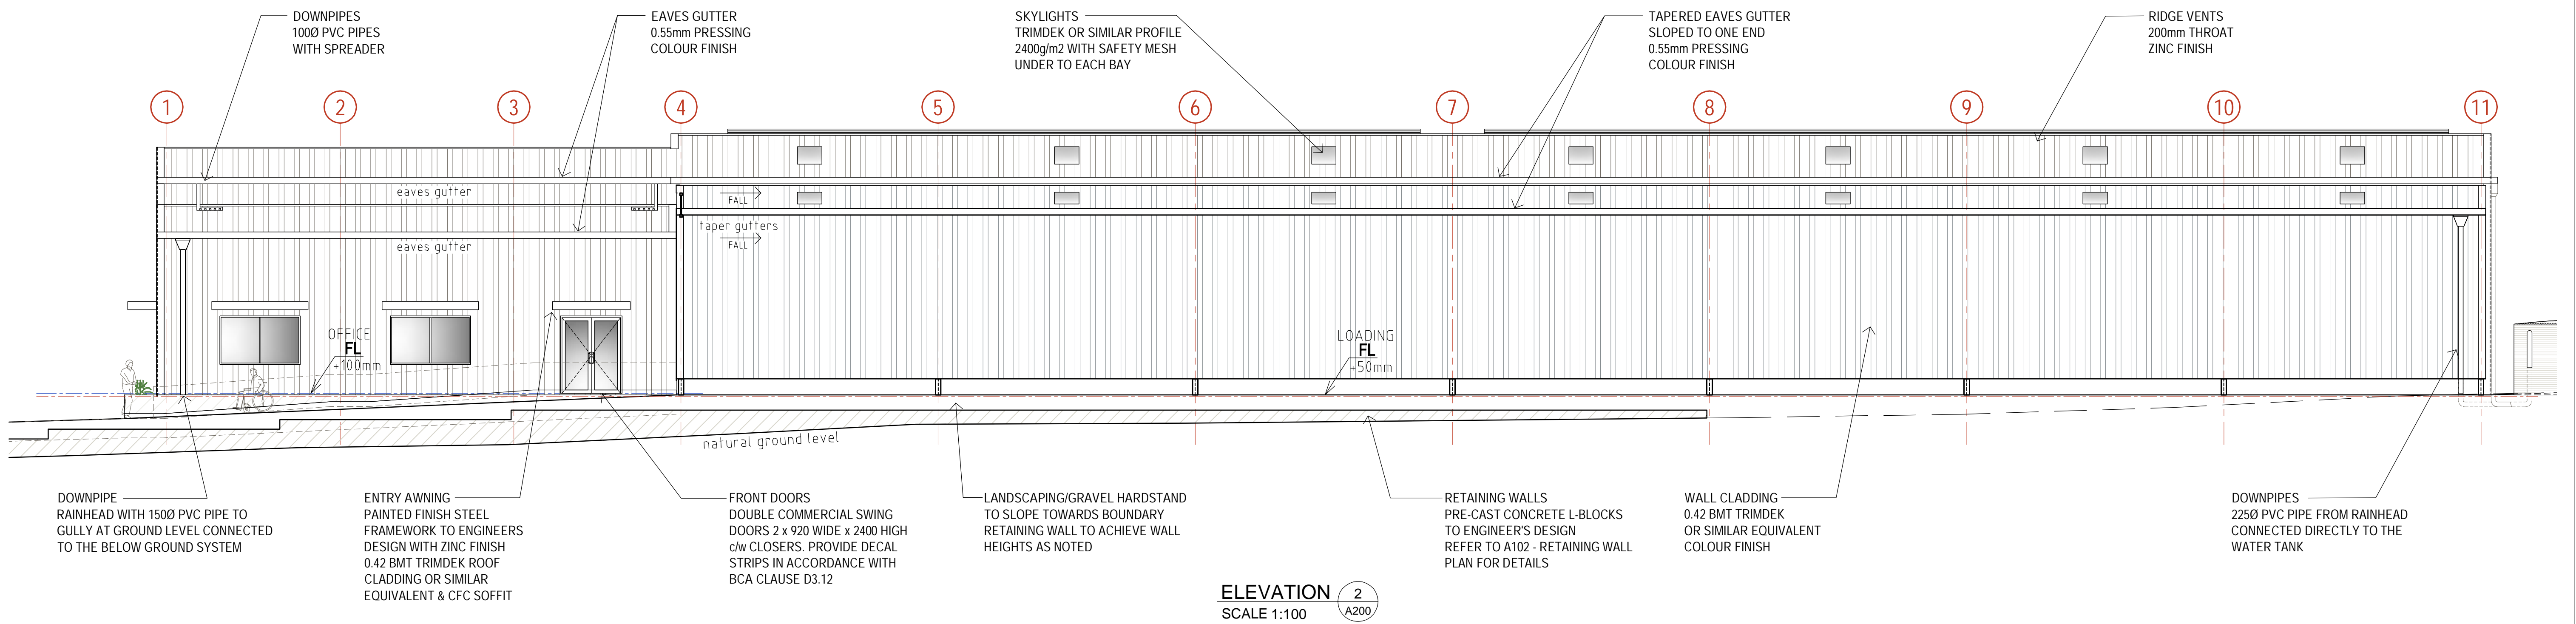 DOWNPIPES
100Ø PVC PIPES
WITH SPREADER
EAVES GUTTER
0.55mm PRESSING
COLOUR FINISH
SKYLIGHTS
TRIMDEK OR SIMILAR PROFILE
2400g/m2 WITH SAFETY MESH
UNDER TO EACH BAY
TAPERED EAVES GUTTER
SLOPED TO ONE END
0.55mm PRESSING
COLOUR FINISH
RIDGE VENTS
200mm THROAT
ZINC FINISH
1 2 3 4 5 6 7 8 9 10 11
eaves gutter
FALL
taper gutters
FALL
eaves gutter
OFFICE
FL
+100mm
LOADING
FL
+50mm
natural ground level
DOWNPIPE
RAINHEAD WITH 150Ø PVC PIPE TO
GULLY AT GROUND LEVEL CONNECTED
TO THE BELOW GROUND SYSTEM
ENTRY AWNING
PAINTED FINISH STEEL
FRAMEWORK TO ENGINEERS
DESIGN WITH ZINC FINISH
0.42 BMT TRIMDEK ROOF
CLADDING OR SIMILAR
EQUIVALENT & CFC SOFFIT
FRONT DOORS
DOUBLE COMMERCIAL SWING
DOORS 2 x 920 WIDE x 2400 HIGH
c/w CLOSERS. PROVIDE DECAL
STRIPS IN ACCORDANCE WITH
BCA CLAUSE D3.12
LANDSCAPING/GRAVEL HARDSTAND
TO SLOPE TOWARDS BOUNDARY
RETAINING WALL TO ACHIEVE WALL
HEIGHTS AS NOTED
RETAINING WALLS
PRE-CAST CONCRETE L-BLOCKS
TO ENGINEER'S DESIGN
REFER TO A102 - RETAINING WALL
PLAN FOR DETAILS
WALL CLADDING
0.42 BMT TRIMDEK
OR SIMILAR EQUIVALENT
COLOUR FINISH
DOWNPIPES
225Ø PVC PIPE FROM RAINHEAD
CONNECTED DIRECTLY TO THE
WATER TANK
ELEVATION 2
SCALE 1:100 A200